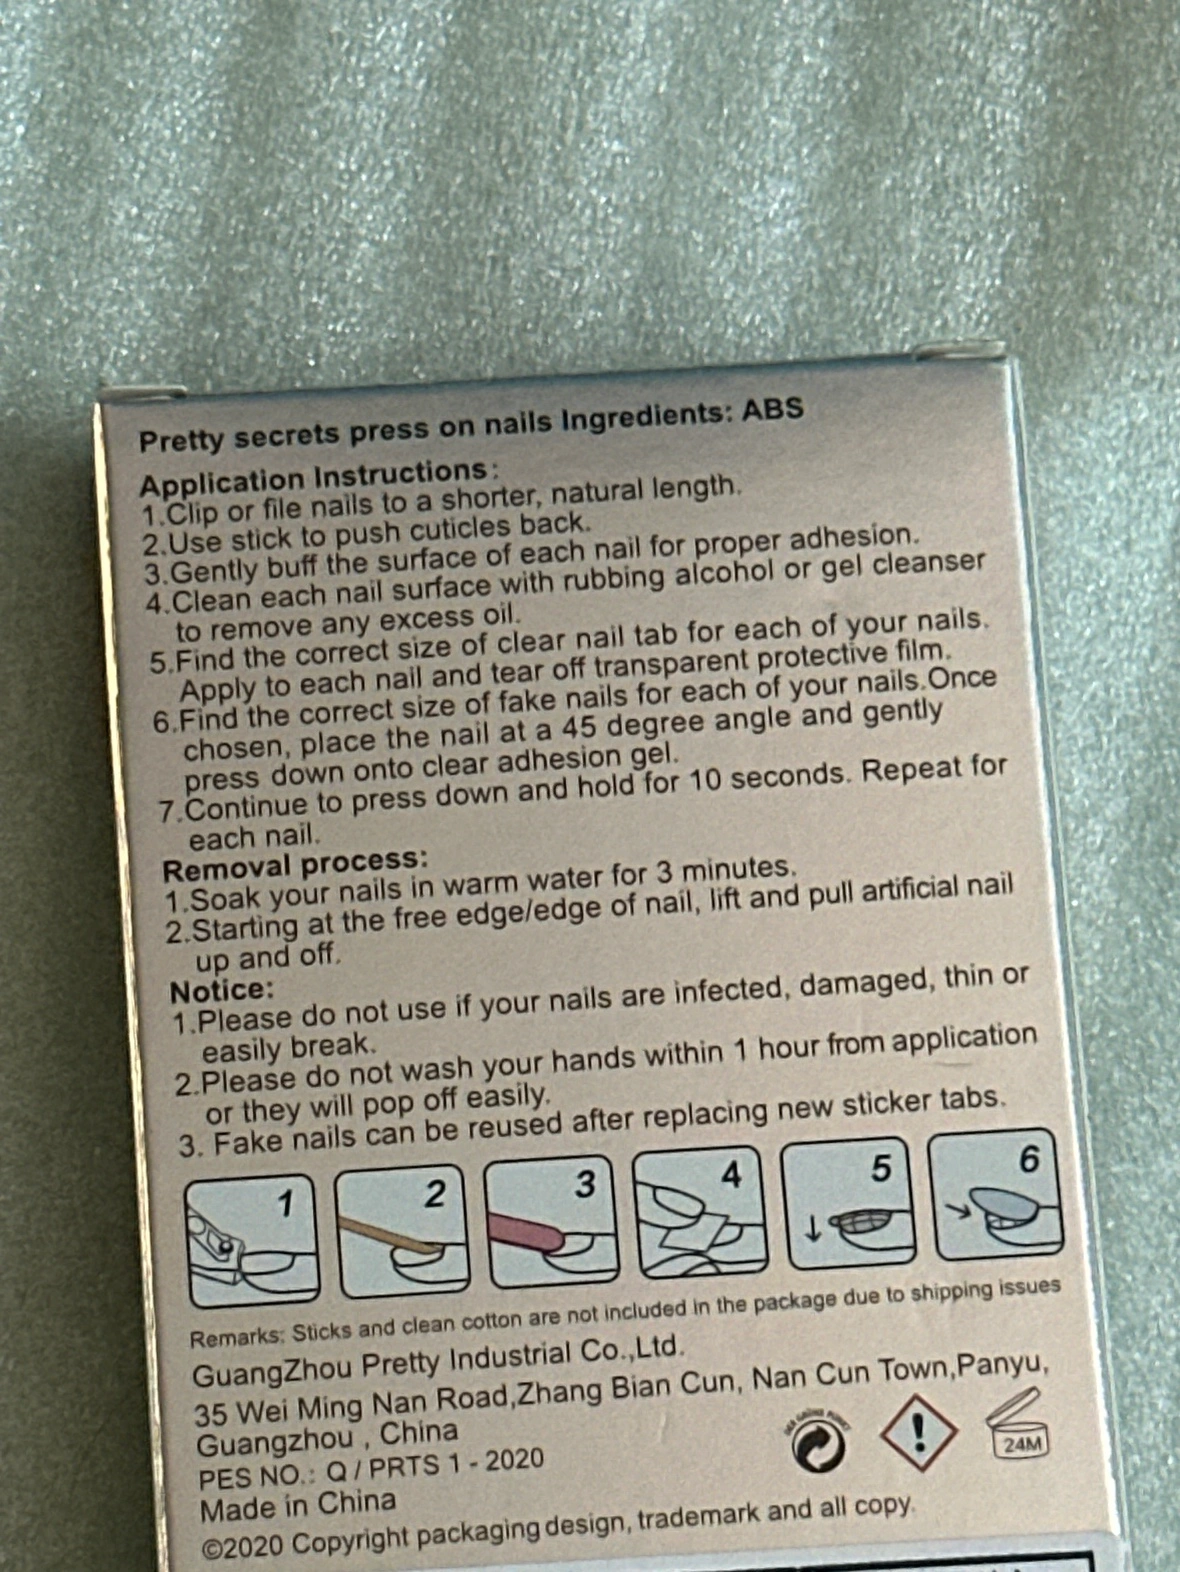 Pretty secrets press on nails Ingredients: ABS
Application Instructions:
1.Clip or file nails to a shorter, natural length.
2.Use stick to push cuticles back.
3.Gently buff the surface of each nail for proper adhesion.
4.Clean each nail surface with rubbing alcohol or gel cleanser
to remove any excess oil.
5.Find the correct size of clear nail tab for each of your nails.
Apply to each nail and tear off transparent protective film.
6.Find the correct size of fake nails for each of your nails.Once
chosen, place the nail at a 45 degree angle and gently
press down onto clear adhesion gel.
7.Continue to press down and hold for 10 seconds. Repeat for
each nail.
Removal process:
1.Soak your nails in warm water for 3 minutes.
2.Starting at the free edge/edge of nail, lift and pull artificial nail
up and off.
Notice:
1.Please do not use if your nails are infected, damaged, thin or
easily break.
2.Please do not wash your hands within 1 hour from application
or they will pop off easily.
3. Fake nails can be reused after replacing new sticker tabs.
1 2 3 4 5 6
Remarks: Sticks and clean cotton are not included in the package due to shipping issues
GuangZhou Pretty Industrial Co.,Ltd.
35 Wei Ming Nan Road,Zhang Bian Cun, Nan Cun Town,Panyu,
Guangzhou , China
PES NO.: Q / PRTS 1 - 2020
Made in China
DER GRÜNE PUNKT
!
24M
©2020 Copyright packaging design, trademark and all copy.